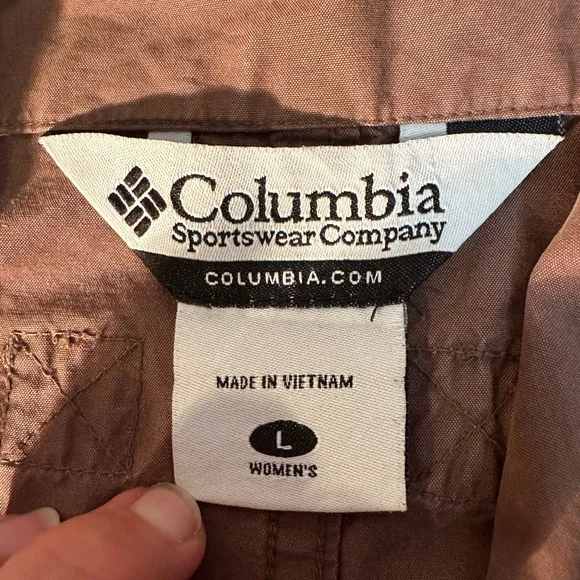 Columbia
Sportswear Company
COLUMBIA.COM
MADE IN VIETNAM
L
WOMEN'S